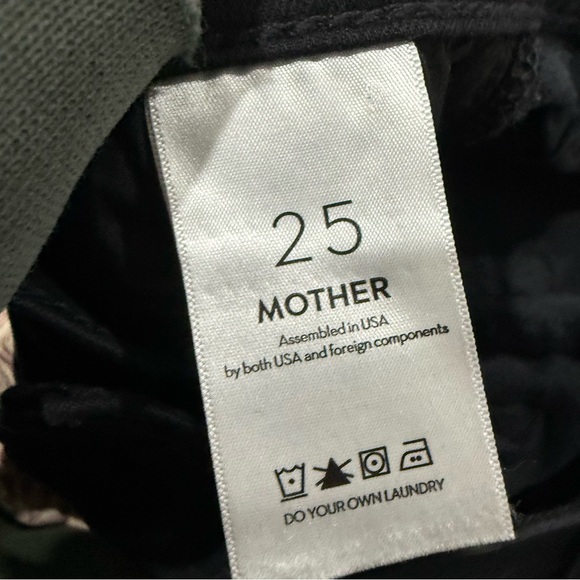 25
MOTHER
Assembled in USA
by both USA and foreign components
DO YOUR OWN LAUNDRY